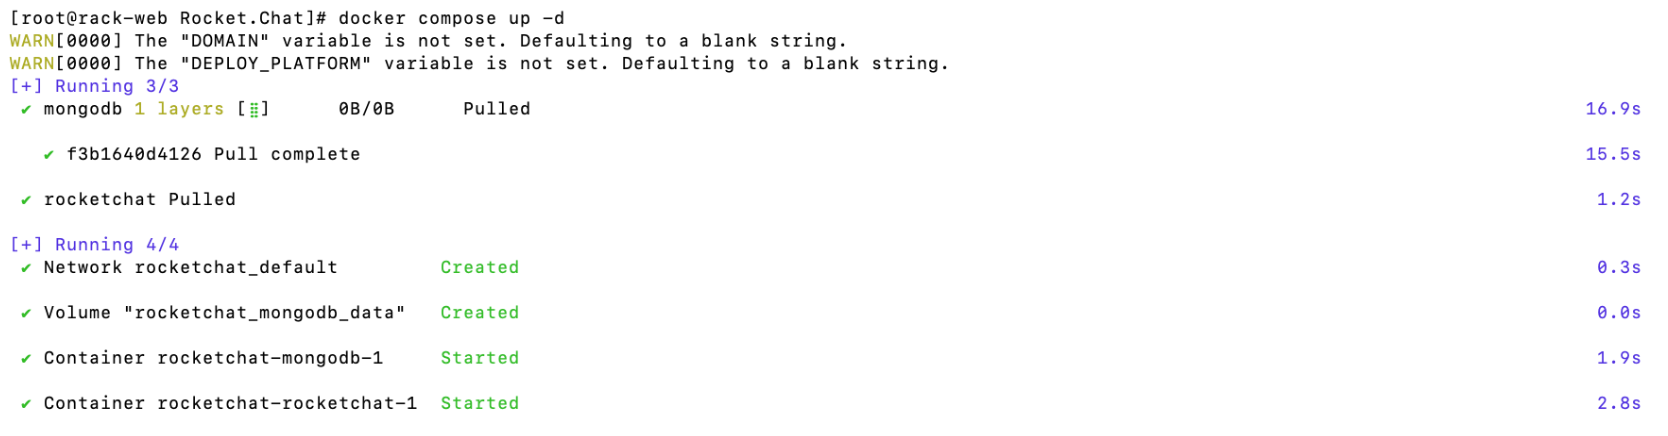 [root@rack-web Rocket.Chat]# docker compose up -d
WARN[0000] The "DOMAIN" variable is not set. Defaulting to a blank string.
WARN[0000] The "DEPLOY_PLATFORM" variable is not set. Defaulting to a blank string.
[+] Running 3/3
✔ mongodb 1 layers [⣿] 0B/0B Pulled 16.9s
✔ f3b1640d4126 Pull complete 15.5s
✔ rocketchat Pulled 1.2s
[+] Running 4/4
✔ Network rocketchat_default Created 0.3s
✔ Volume "rocketchat_mongodb_data" Created 0.0s
✔ Container rocketchat-mongodb-1 Started 1.9s
✔ Container rocketchat-rocketchat-1 Started 2.8s